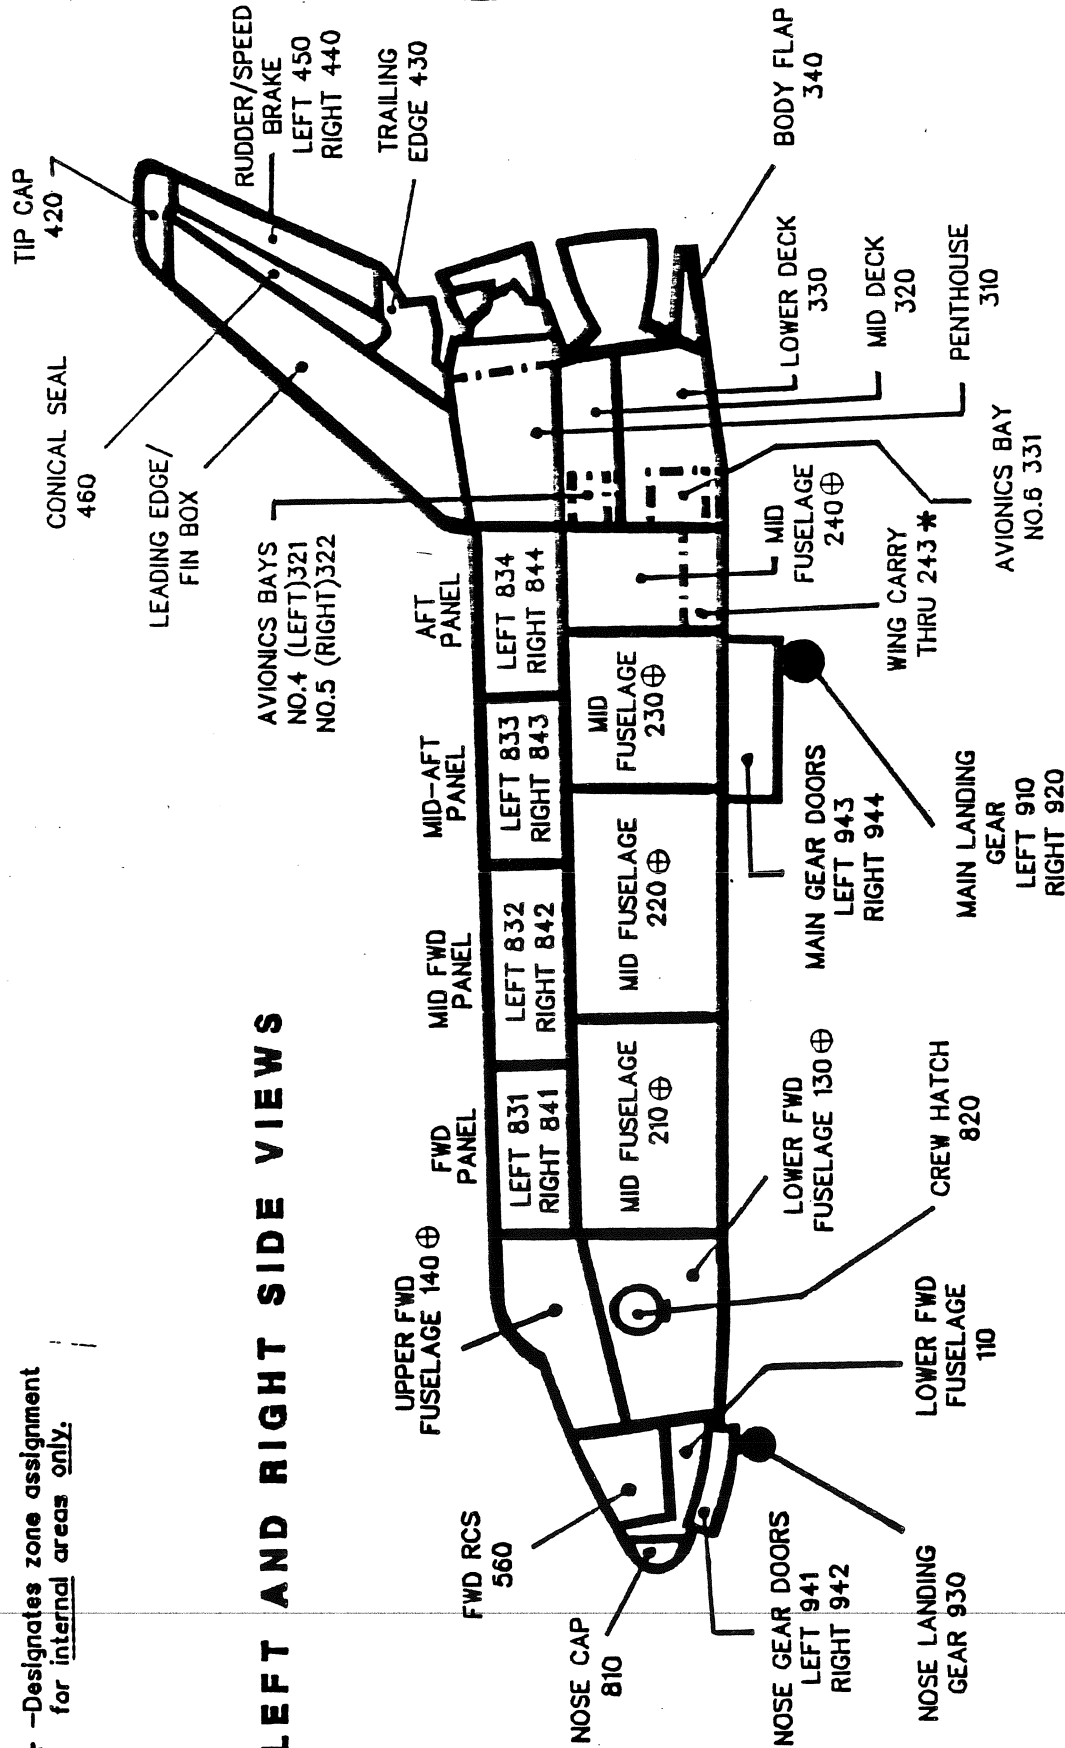 -Designates zone assignment
for internal areas only.
LEFT AND RIGHT SIDE VIEWS
TIP CAP
420
RUDDER/SPEED
BRAKE
LEFT 450
RIGHT 440
TRAILING
EDGE 430
CONICAL SEAL
460
LEADING EDGE/
FIN BOX
AVIONICS BAYS
NO.4 (LEFT)321
NO.5 (RIGHT)322
BODY FLAP
340
LOWER DECK
330
MID DECK
320
PENTHOUSE
310
AVIONICS BAY
NO.6 331
AFT
PANEL
LEFT 834
RIGHT 844
MID-AFT
PANEL
LEFT 833
RIGHT 843
MID FWD
PANEL
LEFT 832
RIGHT 842
FWD
PANEL
LEFT 831
RIGHT 841
UPPER FWD
FUSELAGE 140⊕
FWD RCS
560
NOSE CAP
810
MID FUSELAGE
210⊕
MID FUSELAGE
220⊕
MID
FUSELAGE
230⊕
MID
FUSELAGE
240⊕
WING CARRY
THRU 243*
MAIN GEAR DOORS
LEFT 943
RIGHT 944
MAIN LANDING
GEAR
LEFT 910
RIGHT 920
LOWER FWD
FUSELAGE 130⊕
CREW HATCH
820
LOWER FWD
FUSELAGE
110
NOSE GEAR DOORS
LEFT 941
RIGHT 942
NOSE LANDING
GEAR 930